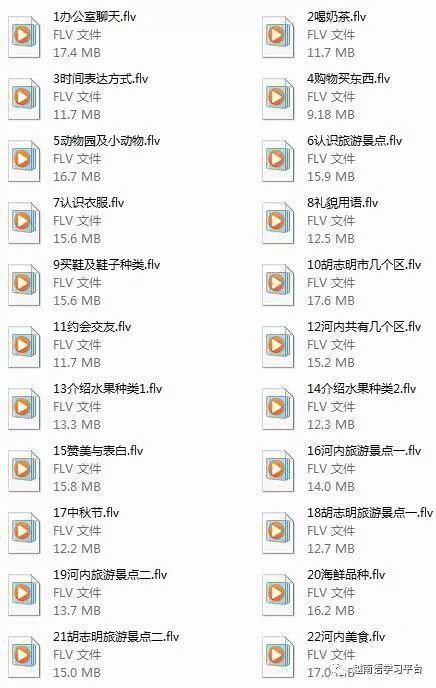 1办公室聊天.flv
FLV 文件
17.4 MB
2喝奶茶.flv
FLV 文件
11.7 MB
3时间表达方式.flv
FLV 文件
11.7 MB
4购物买东西.flv
FLV 文件
9.18 MB
5动物园及小动物.flv
FLV 文件
16.7 MB
6认识旅游景点.flv
FLV 文件
15.9 MB
7认识衣服.flv
FLV 文件
15.6 MB
8礼貌用语.flv
FLV 文件
12.5 MB
9买鞋及鞋子种类.flv
FLV 文件
15.6 MB
10胡志明市几个区.flv
FLV 文件
17.6 MB
11约会交友.flv
FLV 文件
11.7 MB
12河内共有几个区.flv
FLV 文件
15.2 MB
13介绍水果种类1.flv
FLV 文件
13.3 MB
14介绍水果种类2.flv
FLV 文件
12.3 MB
15赞美与表白.flv
FLV 文件
15.8 MB
16河内旅游景点一.flv
FLV 文件
14.0 MB
17中秋节.flv
FLV 文件
12.2 MB
18胡志明旅游景点一.flv
FLV 文件
12.7 MB
19河内旅游景点二.flv
FLV 文件
13.7 MB
20海鲜品种.flv
FLV 文件
16.2 MB
21胡志明旅游景点二.flv
FLV 文件
15.0 MB
22河内美食.flv
FLV 文件
17.0
越南语学习平台